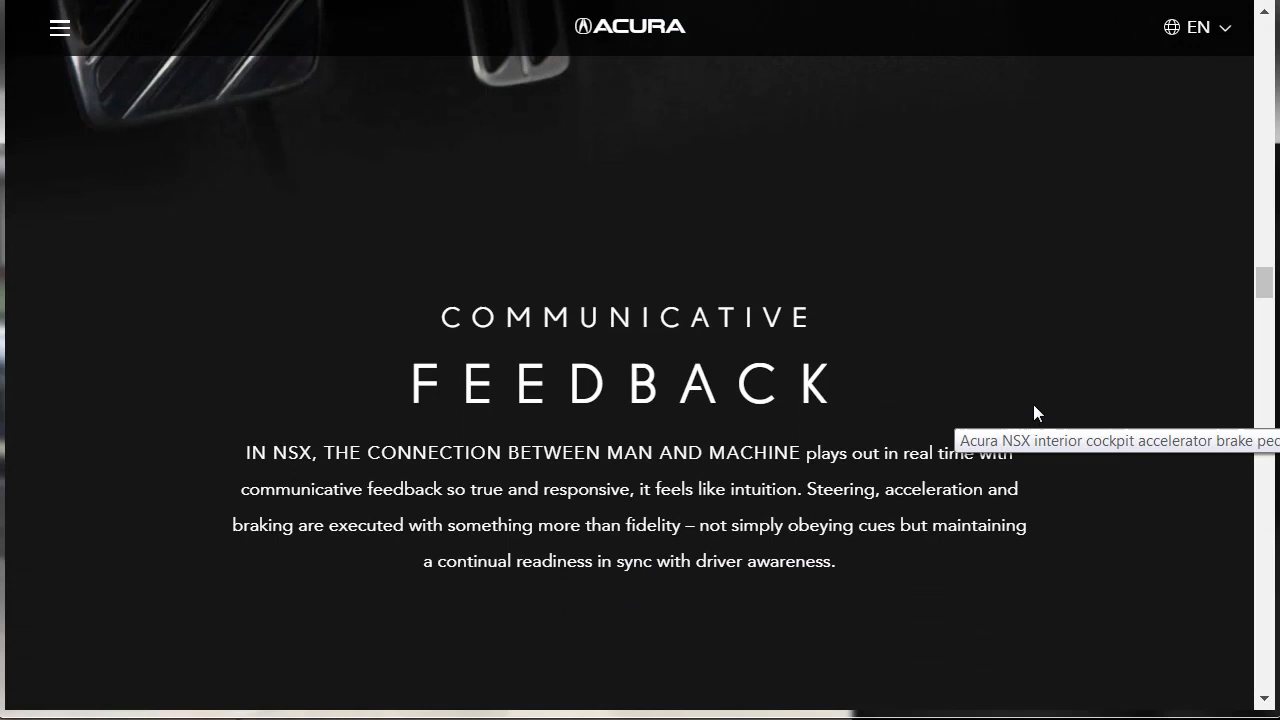 ACURA
EN
COMMUNICATIVE
FEEDBACK
IN NSX, THE CONNECTION BETWEEN MAN AND MACHINE plays out in real time with
Acura NSX interior cockpit accelerator brake
communicative feedback so true and responsive, it feels like intuition. Steering, acceleration and
braking are executed with something more than fidelity – not simply obeying cues but maintaining
a continual readiness in sync with driver awareness.